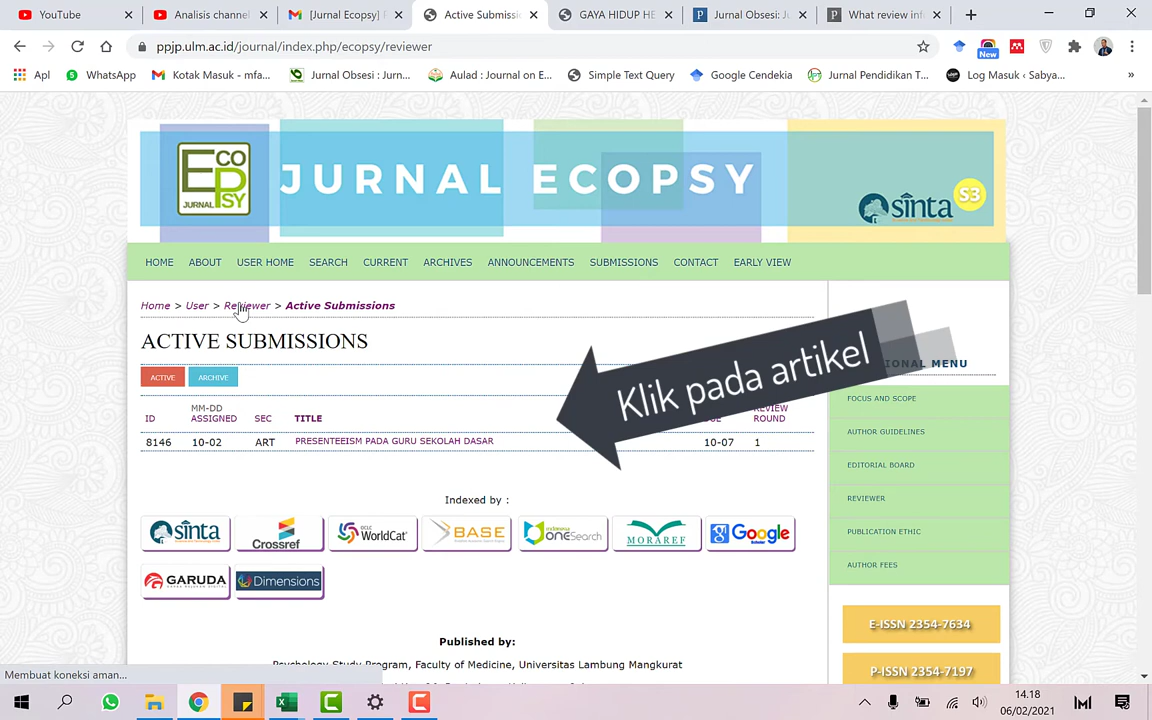 YouTube
Analisis channel
[Jurnal Ecopsy] F
Active Submissi
GAYA HIDUP HE
Jurnal Obsesi: Ju
What review inf
ppjp.ulm.ac.id/journal/index.php/ecopsy/reviewer
New
Apl
WhatsApp
Kotak Masuk - mfa...
Jurnal Obsesi : Jurn...
Aulad : Journal on E...
Simple Text Query
Google Cendekia
Jurnal Pendidikan T...
Log Masuk ‹ Sabya...
»
ECOPSY
JURNAL
JURNAL ECOPSY
sinta
S3
HOME ABOUT USER HOME SEARCH CURRENT ARCHIVES ANNOUNCEMENTS SUBMISSIONS CONTACT EARLY VIEW
Home > User > Reviewer > Active Submissions
ACTIVE SUBMISSIONS
ACTIVE ARCHIVE
ID MM-DD ASSIGNED SEC TITLE REVIEW ROUND
8146 10-02 ART PRESENTEEISM PADA GURU SEKOLAH DASAR 10-07 1
Klik pada artikel
MENU
FOCUS AND SCOPE
AUTHOR GUIDELINES
EDITORIAL BOARD
REVIEWER
PUBLICATION ETHIC
AUTHOR FEES
E-ISSN 2354-7634
P-ISSN 2354-7197
Indexed by :
sinta
Crossref
OCLC WorldCat
BASE
indonesia OneSearch
MORAREF
Google
GARUDA
Dimensions
Published by:
Psychology Study Program, Faculty of Medicine, Universitas Lambung Mangkurat
Membuat koneksi aman...
14.18
06/02/2021